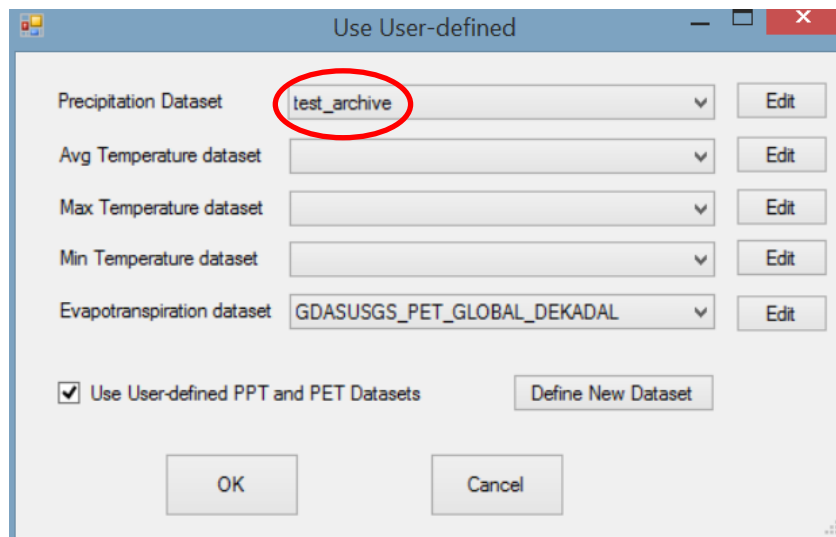 Use User-defined
Precipitation Dataset test_archive Edit
Avg Temperature dataset Edit
Max Temperature dataset Edit
Min Temperature dataset Edit
Evapotranspiration dataset GDASUSGS_PET_GLOBAL_DEKADAL Edit
Use User-defined PPT and PET Datasets Define New Dataset
OK Cancel